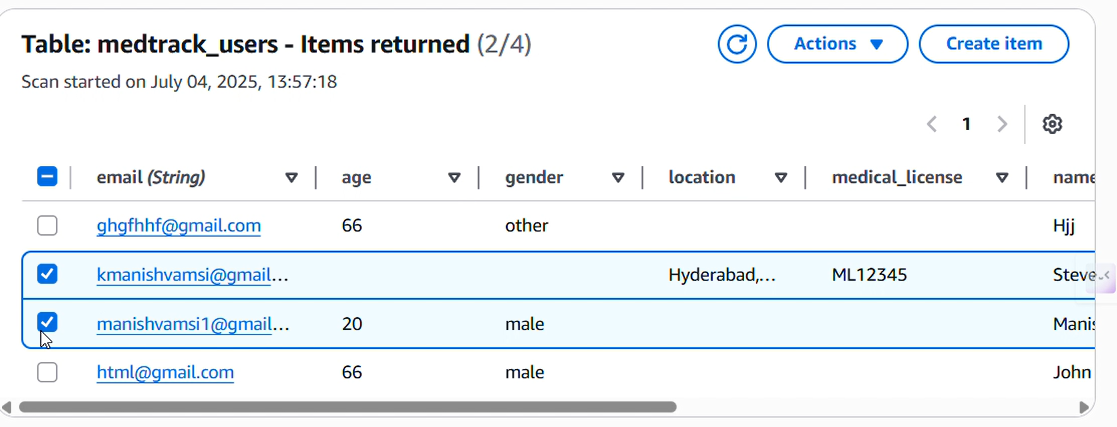 Table: medtrack_users - Items returned (2/4)
Actions
Create item
Scan started on July 04, 2025, 13:57:18
1
email (String) age gender location medical_license name
ghgfhhf@gmail.com 66 other Hjj
kmanishvamsi@gmail... Hyderabad,... ML12345 Steve
manishvamsi1@gmail... 20 male Manis
html@gmail.com 66 male John